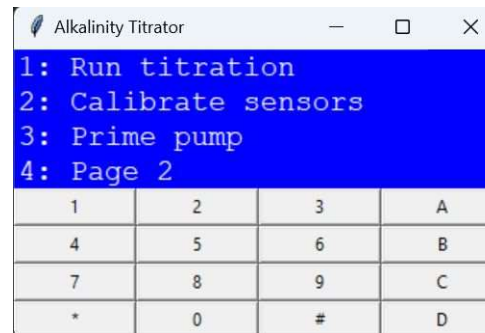 Alkalinity Titrator
1: Run titration
2: Calibrate sensors
3: Prime pump
4: Page 2
1 2 3 A
4 5 6 B
7 8 9 C
* 0 # D